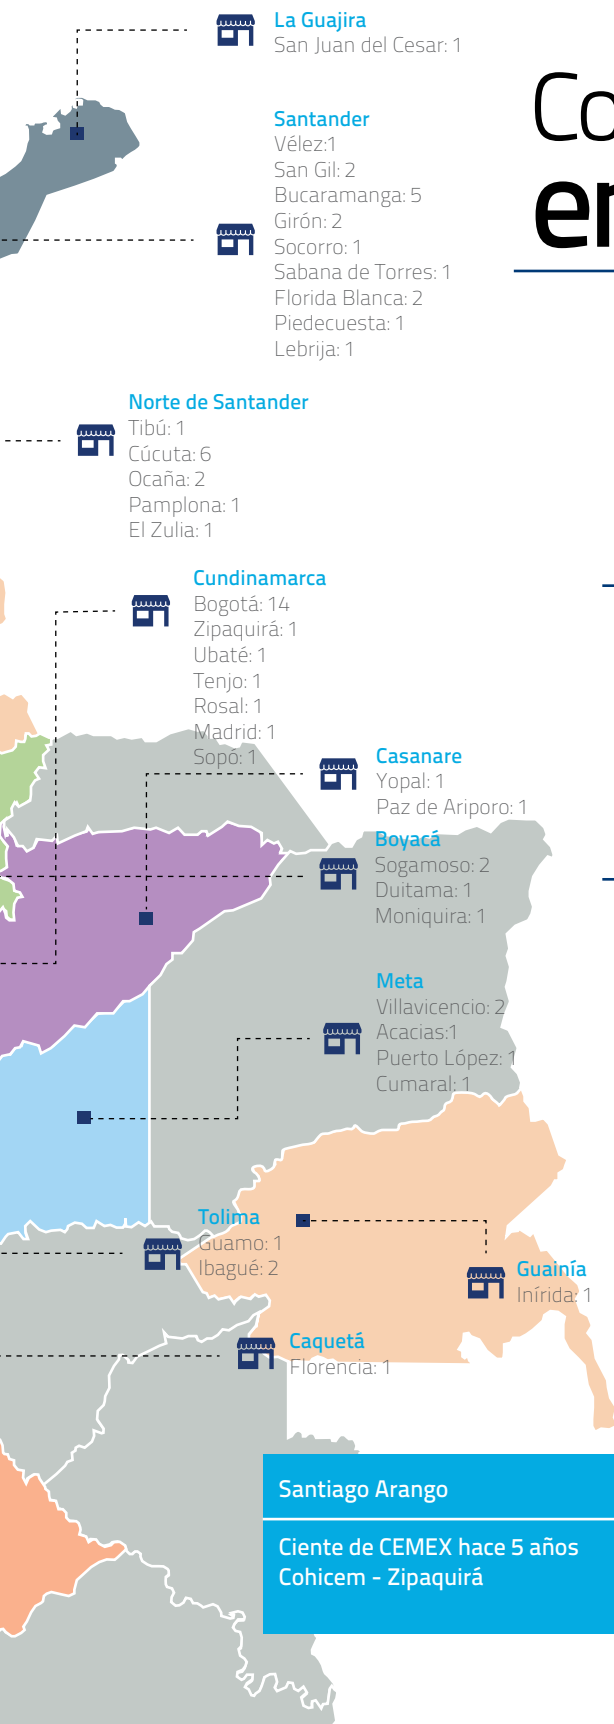 La Guajira
San Juan del Cesar: 1
Santander
Vélez:1
San Gil: 2
Bucaramanga: 5
Girón: 2
Socorro: 1
Sabana de Torres: 1
Florida Blanca: 2
Piedecuesta: 1
Lebrija: 1
Co
en
Norte de Santander
Tibú: 1
Cúcuta: 6
Ocaña: 2
Pamplona: 1
El Zulia: 1
Cundinamarca
Bogotá: 14
Zipaquirá: 1
Ubaté: 1
Tenjo: 1
Rosal: 1
Madrid: 1
Sopó: 1
Casanare
Yopal: 1
Paz de Ariporo: 1
Boyacá
Sogamoso: 2
Duitama: 1
Moniquira: 1
Meta
Villavicencio: 2
Acacias:1
Puerto López: 1
Cumaral: 1
Tolima
Guamo: 1
Ibagué: 2
Guainía
Inírida: 1
Caquetá
Florencia: 1
Santiago Arango
Ciente de CEMEX hace 5 años
Cohicem - Zipaquirá